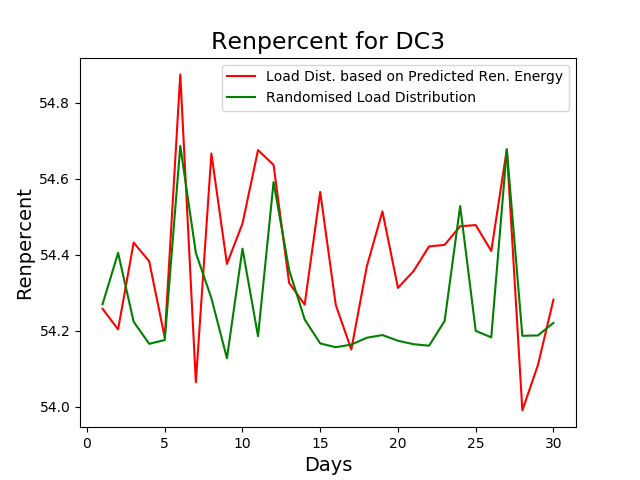 Renpercent for DC3
Load Dist. based on Predicted Ren. Energy
Randomised Load Distribution
Renpercent
54.8
54.6
54.4
54.2
54.0
0 5 10 15 20 25 30
Days